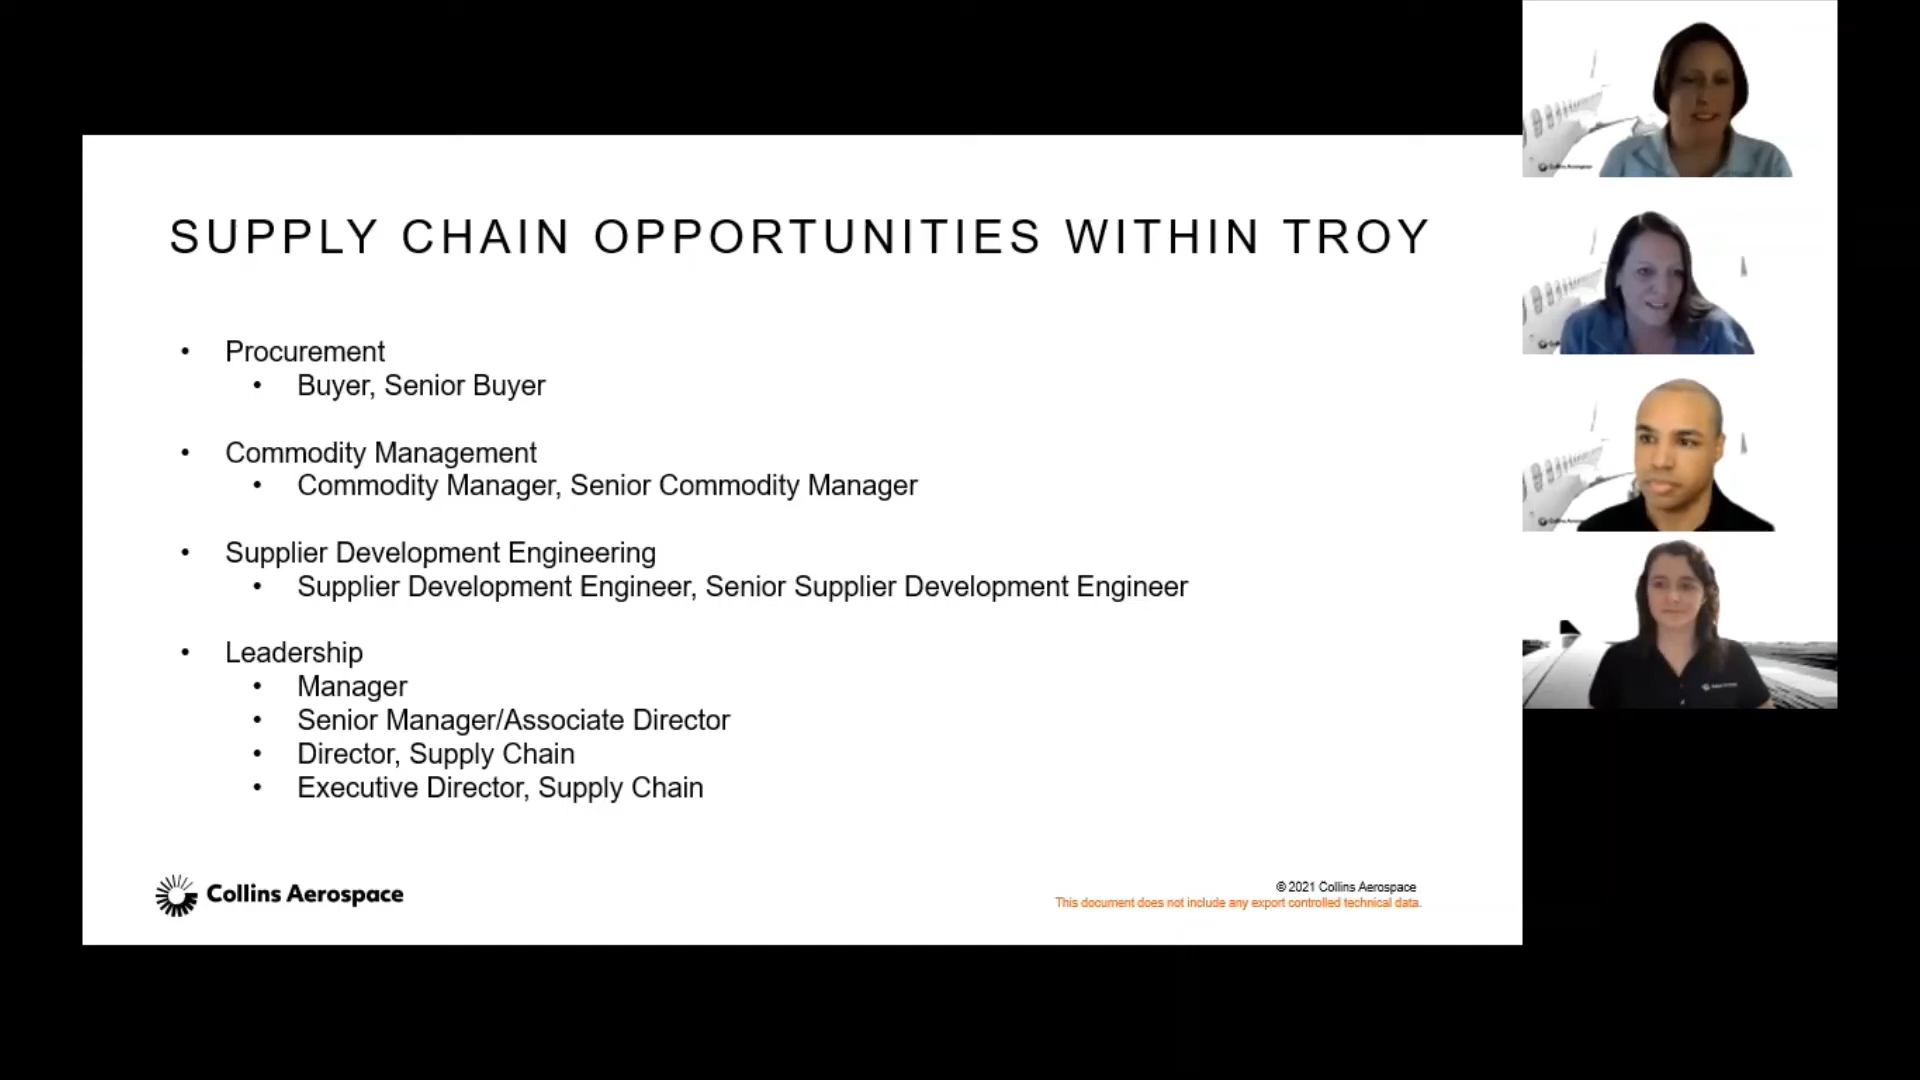 SUPPLY CHAIN OPPORTUNITIES WITHIN TROY
• Procurement
• Buyer, Senior Buyer
• Commodity Management
• Commodity Manager, Senior Commodity Manager
• Supplier Development Engineering
• Supplier Development Engineer, Senior Supplier Development Engineer
• Leadership
• Manager
• Senior Manager/Associate Director
• Director, Supply Chain
• Executive Director, Supply Chain
Collins Aerospace
© 2021 Collins Aerospace
This document does not include any export controlled technical data.
Collins Aerospace